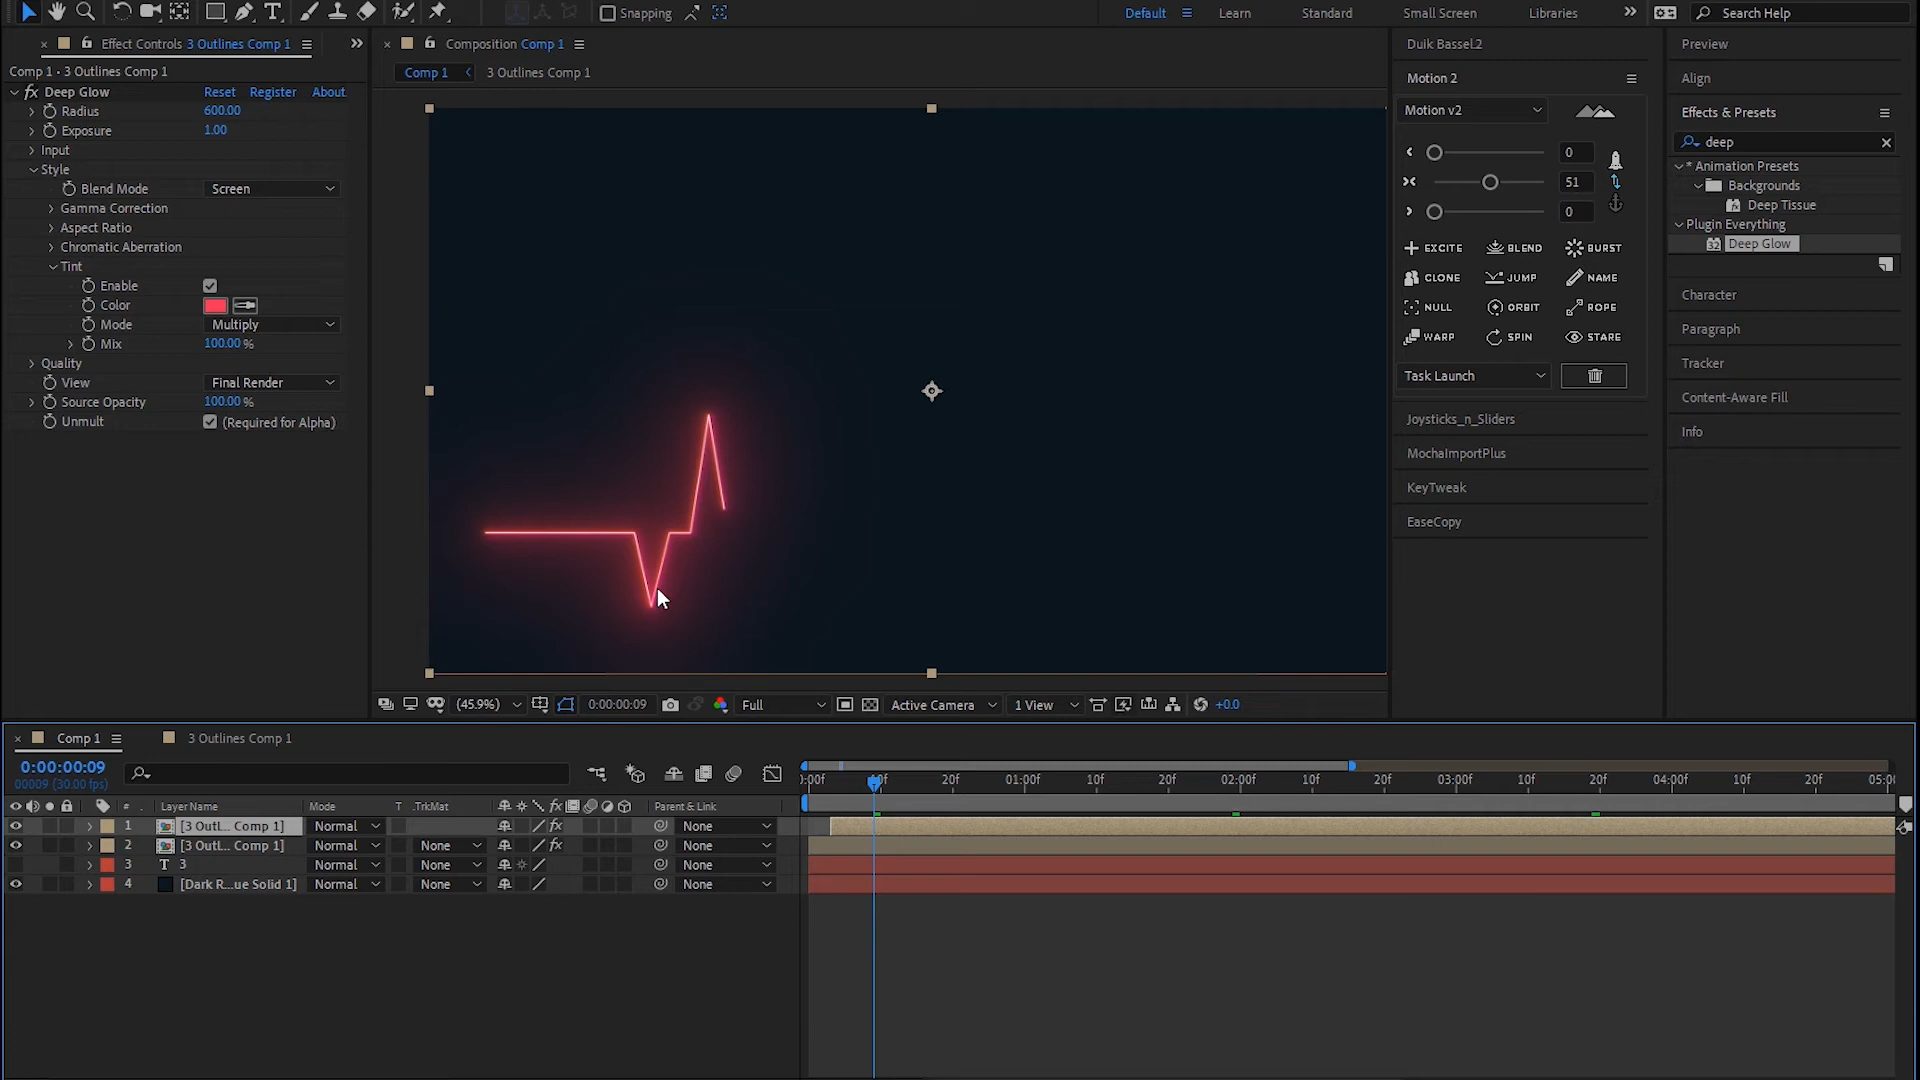 Snapping
Default
Learn
Standard
Small Screen
Libraries
Search Help
Effect Controls 3 Outlines Comp 1
Comp 1 • 3 Outlines Comp 1
fx Deep Glow Reset Register About
Radius 600.00
Exposure 1.00
Input
Style
Blend Mode Screen
Gamma Correction
Aspect Ratio
Chromatic Aberration
Tint
Enable
Color
Mode Multiply
Mix 100.00 %
Quality
View Final Render
Source Opacity 100.00 %
Unmult (Required for Alpha)
Composition Comp 1
Comp 1 3 Outlines Comp 1
(45.9%) 0:00:00:09 Full Active Camera 1 View +0.0
Duik Bassel.2
Motion 2
Motion v2
0
51
0
EXCITE BLEND BURST
CLONE JUMP NAME
NULL ORBIT ROPE
WARP SPIN STARE
Task Launch
Joysticks_n_Sliders
MochaImportPlus
KeyTweak
EaseCopy
Preview
Align
Effects & Presets
deep
* Animation Presets
Backgrounds
Deep Tissue
Plugin Everything
32 Deep Glow
Character
Paragraph
Tracker
Content-Aware Fill
Info
Comp 1 3 Outlines Comp 1
0:00:00:09
00009 (30.00 fps)
# Layer Name Mode T .TrkMat fx Parent & Link
1 [3 Outl... Comp 1] Normal fx None
2 [3 Outl... Comp 1] Normal None fx None
3 T 3 Normal None None
4 [Dark R...ue Solid 1] Normal None None
):00f 20f 01:00f 10f 20f 02:00f 10f 20f 03:00f 10f 20f 04:00f 10f 20f 05:00